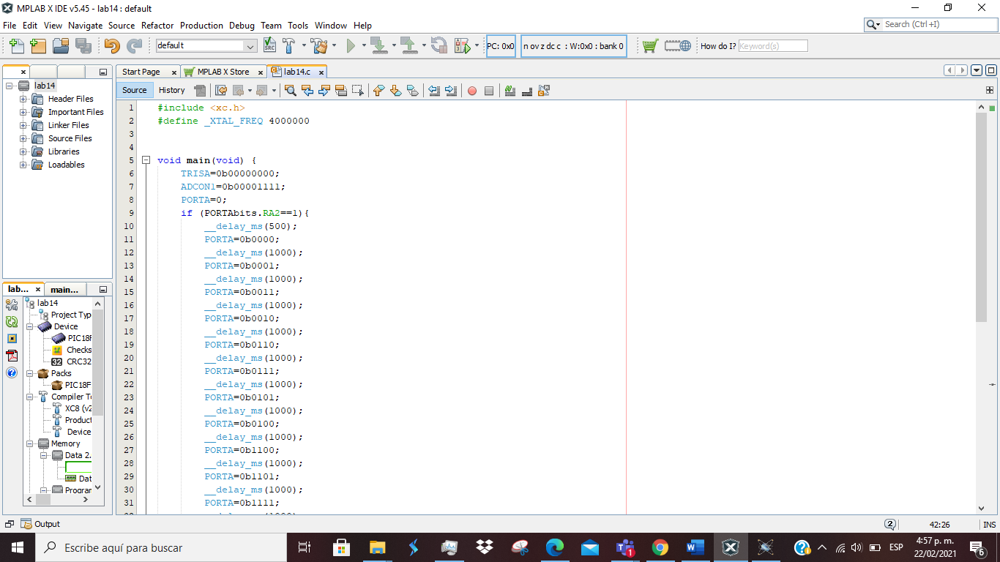 MPLAB X IDE v5.45 - lab14 : default
File Edit View Navigate Source Refactor Production Debug Team Tools Window Help
Search (Ctrl+I)
default
PC: 0x0
n ov z dc c : W:0x0 : bank 0
How do I? Keyword(s)
Start Page
MPLAB X Store
lab14.c
Source History
lab14
Header Files
Important Files
Linker Files
Source Files
Libraries
Loadables
1 #include <xc.h>
2 #define _XTAL_FREQ 4000000
3
4
5 void main(void) {
6 TRISA=0b00000000;
7 ADCON1=0b00001111;
8 PORTA=0;
9 if (PORTAbits.RA2==1){
10 __delay_ms(500);
11 PORTA=0b0000;
12 __delay_ms(1000);
13 PORTA=0b0001;
14 __delay_ms(1000);
15 PORTA=0b0011;
16 __delay_ms(1000);
17 PORTA=0b0010;
18 __delay_ms(1000);
19 PORTA=0b0110;
20 __delay_ms(1000);
21 PORTA=0b0111;
22 __delay_ms(1000);
23 PORTA=0b0101;
24 __delay_ms(1000);
25 PORTA=0b0100;
26 __delay_ms(1000);
27 PORTA=0b1100;
28 __delay_ms(1000);
29 PORTA=0b1101;
30 __delay_ms(1000);
31 PORTA=0b1111;
lab...
main...
lab14
Project Typ
Device
PIC18F
Checks
32 CRC32
Packs
PIC18F
Compiler T
XC8 (v2
Product
Device
Memory
Data 2.
Dat
Program
Output
2
42:26
INS
Escribe aquí para buscar
1
ESP
4:57 p. m.
22/02/2021
6